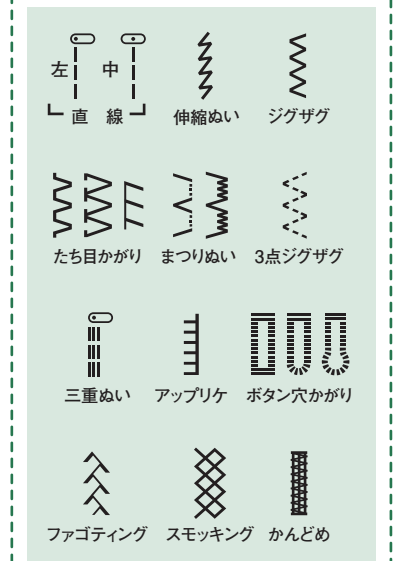 左 中
直 線 伸縮ぬい ジグザグ
たち目かがり まつりぬい 3点ジグザグ
三重ぬい アップリケ ボタン穴かがり
ファゴティング スモッキング かんどめ